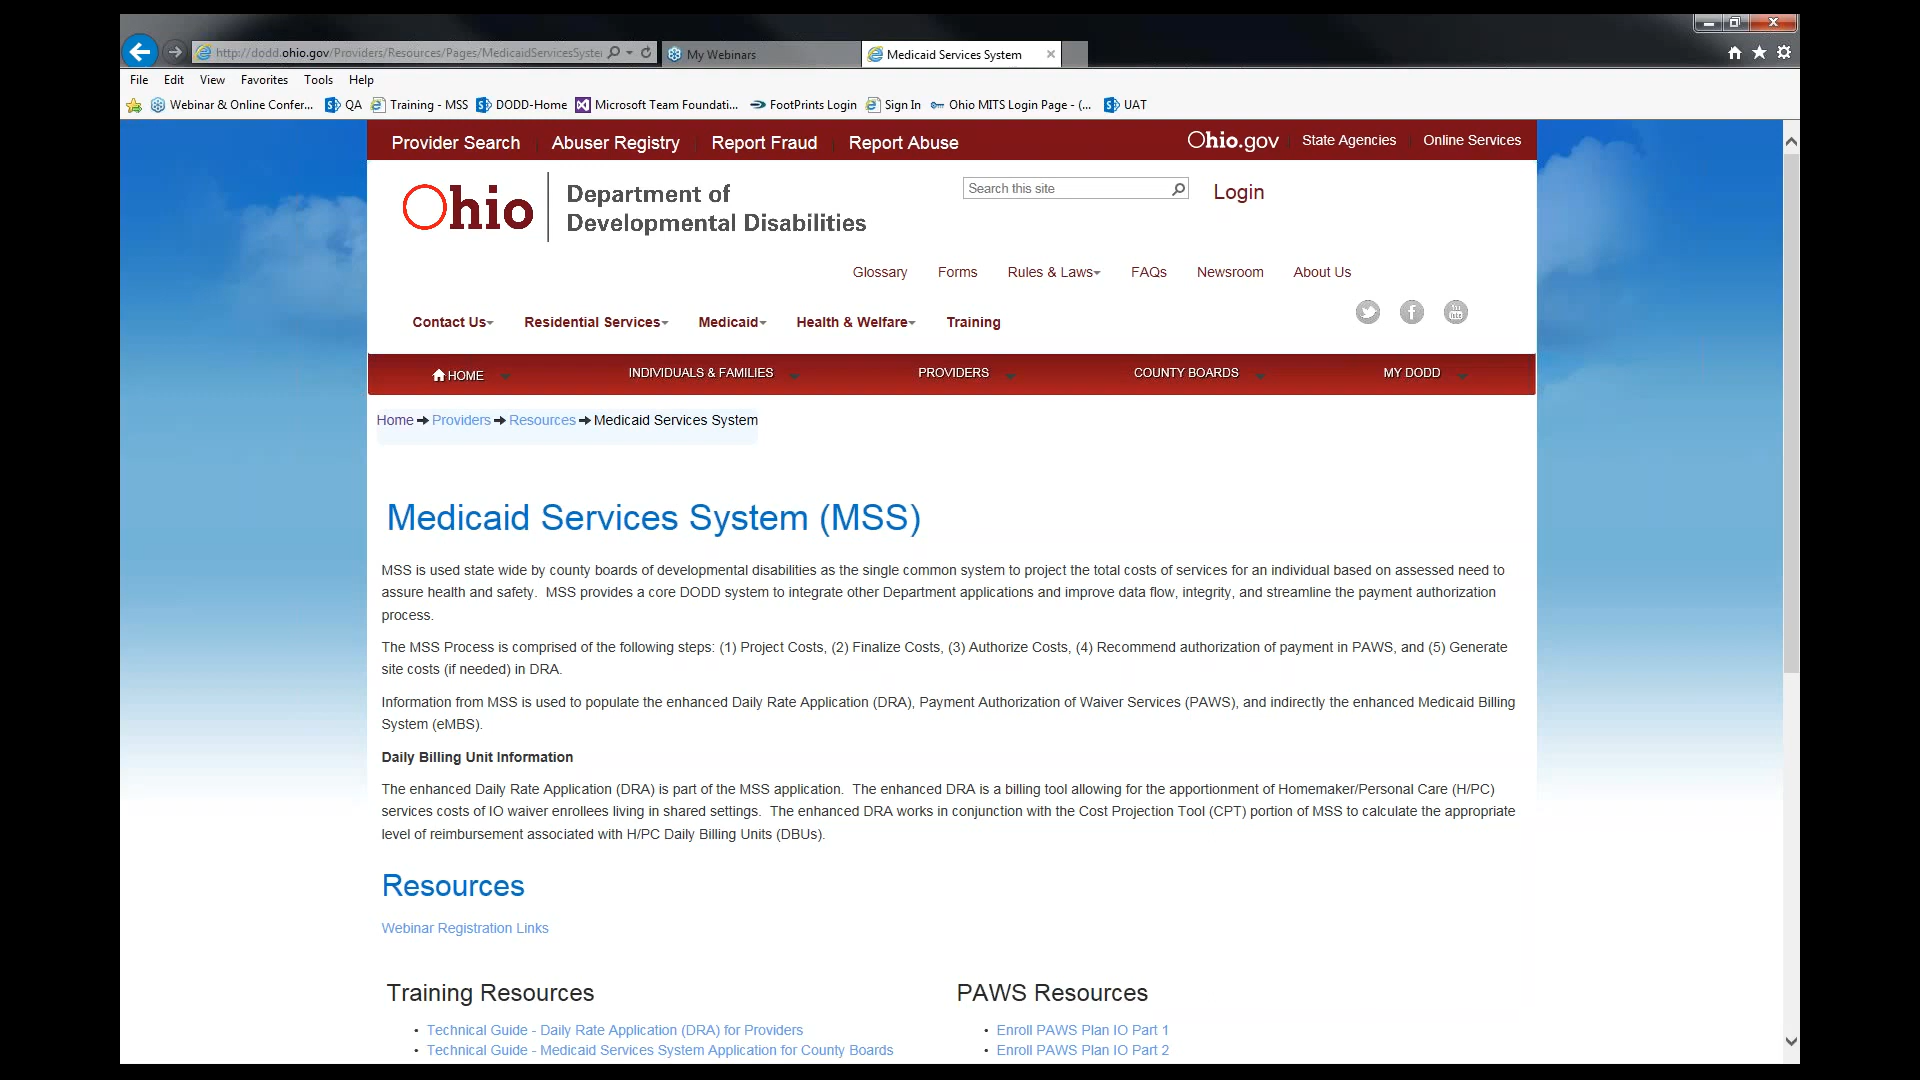 http://dodd.ohio.gov/Providers/Resources/Pages/MedicaidServicesSyste
My Webinars
Medicaid Services System
File Edit View Favorites Tools Help
Webinar & Online Confer... QA Training - MSS DODD-Home Microsoft Team Foundati... FootPrints Login Sign In Ohio MITS Login Page - (... UAT
Provider Search Abuser Registry Report Fraud Report Abuse Ohio.gov State Agencies Online Services
Ohio Department of
Developmental Disabilities
Search this site Login
Glossary Forms Rules & Laws FAQs Newsroom About Us
Contact Us Residential Services Medicaid Health & Welfare Training
HOME INDIVIDUALS & FAMILIES PROVIDERS COUNTY BOARDS MY DODD
Home Providers Resources Medicaid Services System
Medicaid Services System (MSS)
MSS is used state wide by county boards of developmental disabilities as the single common system to project the total costs of services for an individual based on assessed need to
assure health and safety. MSS provides a core DODD system to integrate other Department applications and improve data flow, integrity, and streamline the payment authorization
process.
The MSS Process is comprised of the following steps: (1) Project Costs, (2) Finalize Costs, (3) Authorize Costs, (4) Recommend authorization of payment in PAWS, and (5) Generate
site costs (if needed) in DRA.
Information from MSS is used to populate the enhanced Daily Rate Application (DRA), Payment Authorization of Waiver Services (PAWS), and indirectly the enhanced Medicaid Billing
System (eMBS).
Daily Billing Unit Information
The enhanced Daily Rate Application (DRA) is part of the MSS application. The enhanced DRA is a billing tool allowing for the apportionment of Homemaker/Personal Care (H/PC)
services costs of IO waiver enrollees living in shared settings. The enhanced DRA works in conjunction with the Cost Projection Tool (CPT) portion of MSS to calculate the appropriate
level of reimbursement associated with H/PC Daily Billing Units (DBUs).
Resources
Webinar Registration Links
Training Resources
• Technical Guide - Daily Rate Application (DRA) for Providers
• Technical Guide - Medicaid Services System Application for County Boards
PAWS Resources
• Enroll PAWS Plan IO Part 1
• Enroll PAWS Plan IO Part 2